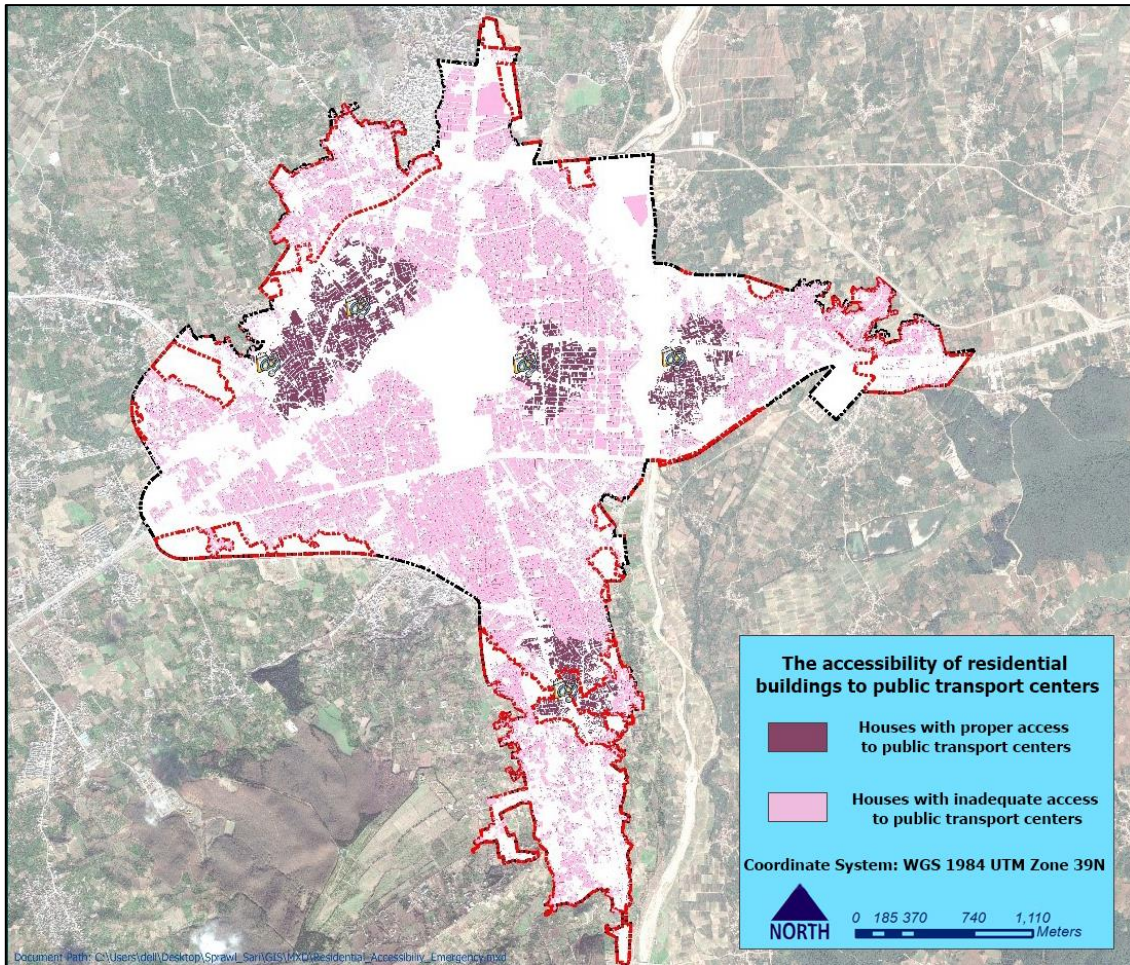 The accessibility of residential
buildings to public transport centers
Houses with proper access
to public transport centers
Houses with inadequate access
to public transport centers
Coordinate System: WGS 1984 UTM Zone 39N
NORTH
0 185 370 740 1,110
Meters
Document Path: C:\Users\dell\Desktop\Sprawl_Sari\GIS\MXD\Residential_Accessibiliy_Emergency.mxd